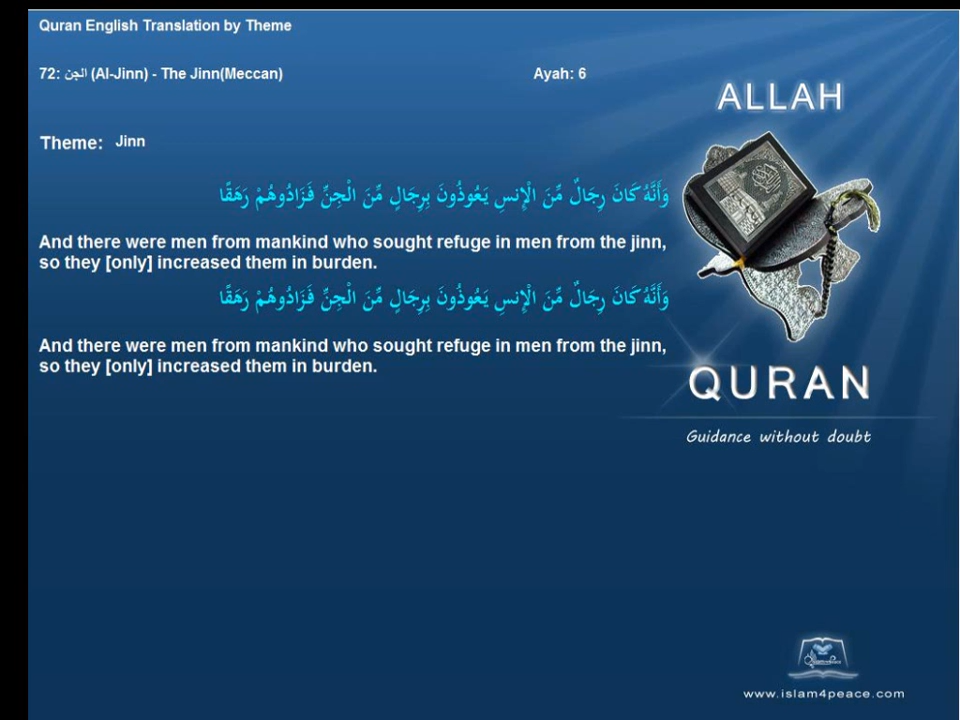 Quran English Translation by Theme
72: الجن (Al-Jinn) - The Jinn(Meccan)
Ayah: 6
Theme: Jinn
وَأَنَّهُ كَانَ رِجَالٌ مِّنَ الْإِنسِ يَعُوذُونَ بِرِجَالٍ مِّنَ الْجِنِّ فَزَادُوهُمْ رَهَقًا
And there were men from mankind who sought refuge in men from the jinn,
so they [only] increased them in burden.
وَأَنَّهُ كَانَ رِجَالٌ مِّنَ الْإِنسِ يَعُوذُونَ بِرِجَالٍ مِّنَ الْجِنِّ فَزَادُوهُمْ رَهَقًا
And there were men from mankind who sought refuge in men from the jinn,
so they [only] increased them in burden.
ALLAH
QURAN
Guidance without doubt
www.islam4peace.com